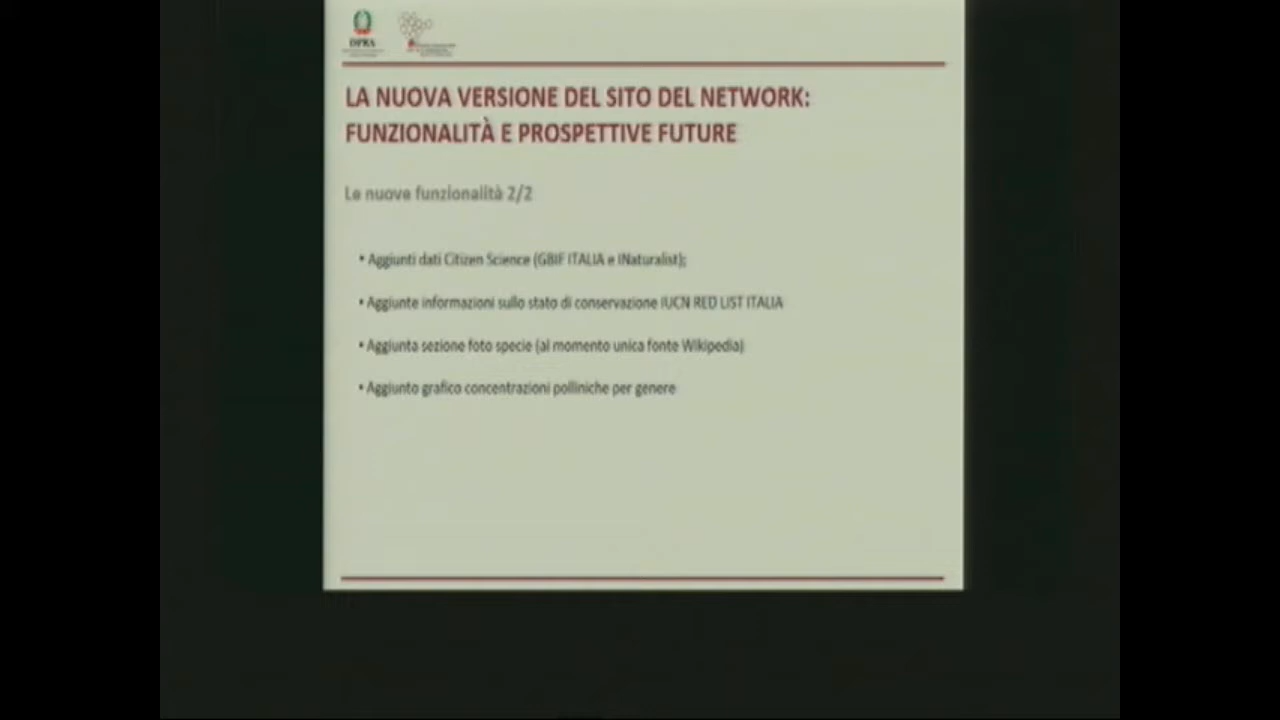 LA NUOVA VERSIONE DEL SITO DEL NETWORK:
FUNZIONALITÀ E PROSPETTIVE FUTURE
Le nuove funzionalità 2/2
• Aggiunti dati Citizen Science (GBIF ITALIA e INaturalist);
• Aggiunte informazioni sullo stato di conservazione IUCN RED LIST ITALIA
• Aggiunta sezione foto specie (al momento unica fonte Wikipedia)
• Aggiunto grafico concentrazioni polliniche per genere